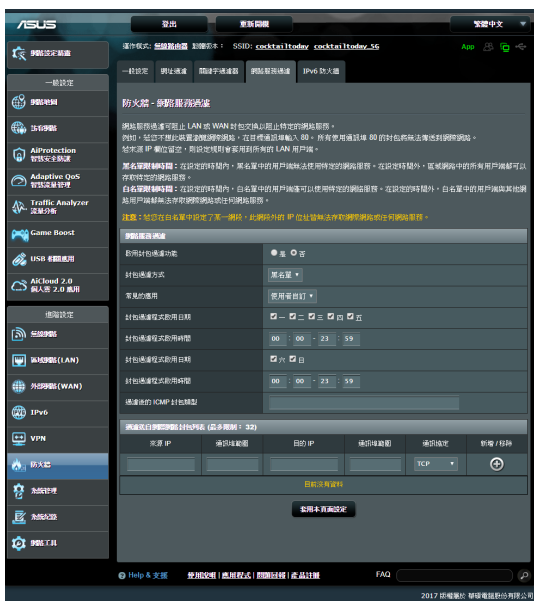 ASUS
登出
重新開機
繁體中文
運作模式: 無線路由器 韌體版本: SSID: cocktailtoday cocktailtoday_5G
App
網路設定精靈
一般設定
網路地圖
訪客網路
AiProtection
智慧安全防護
Adaptive QoS
智慧流量管理
Traffic Analyzer
流量分析
Game Boost
USB 相關應用
AiCloud 2.0
個人雲 2.0 應用
進階設定
無線網路
區域網路(LAN)
外部網路(WAN)
IPv6
VPN
防火牆
系統管理
系統紀錄
網路工具
一般設定
網址過濾
關鍵字過濾器
網路服務過濾
IPv6 防火牆
防火牆 - 網路服務過濾
網路服務過濾可阻止 LAN 或 WAN 封包交換以阻止特定的網路服務。
例如，若您不想此裝置瀏覽網際網路，在目標通訊埠輸入 80。所有使用通訊埠 80 的封包將無法傳送到網際網路。
若來源 IP 欄位留空，則設定規則會套用到所有的 LAN 用戶端。
黑名單限制時間：在設定的時間內，黑名單中的用戶端無法使用特定的網路服務。在設定時間外，區域網路中的所有用戶端都可以
存取特定的網路服務。
白名單限制時間：在設定的時間內，白名單中的用戶端僅可以使用特定的網路服務。在設定的時間外，白名單中的用戶端與其他網
路用戶端都無法存取網際網路或任何網路服務。
注意：若您在白名單中設定了某一網段，此網段外的 IP 位址皆無法存取網際網路或任何網路服務。
網路服務過濾
啟用封包過濾功能
是 否
封包過濾方式
黑名單
常見的應用
使用者自訂
封包過濾程式啟用日期
一 二 三 四 五
封包過濾程式啟用時間
00 : 00 - 23 : 59
封包過濾程式啟用日期
六 日
封包過濾程式啟用時間
00 : 00 - 23 : 59
過濾後的 ICMP 封包類型
過濾送自網際網路封包列表 (最多限制： 32)
來源 IP
通訊埠範圍
目的 IP
通訊埠範圍
通訊協定
新增 / 移除
TCP
目前沒有資料
套用本頁面設定
Help & 支援
使用說明 | 應用程式 | 問題回報 | 產品註冊
FAQ
2017 版權屬於 華碩電腦股份有限公司